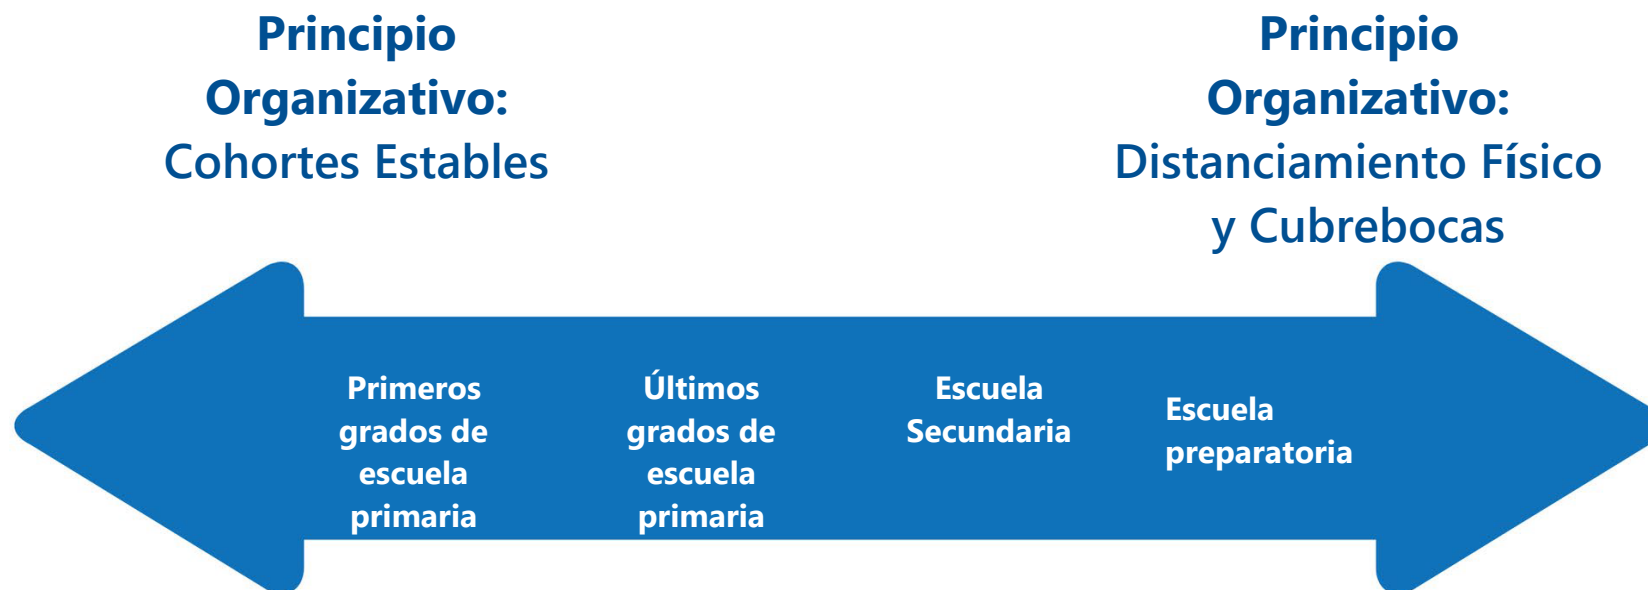 Principio
Organizativo:
Cohortes Estables
Principio
Organizativo:
Distanciamiento Físico
y Cubrebocas
Primeros
grados de
escuela
primaria
Últimos
grados de
escuela
primaria
Escuela
Secundaria
Escuela
preparatoria